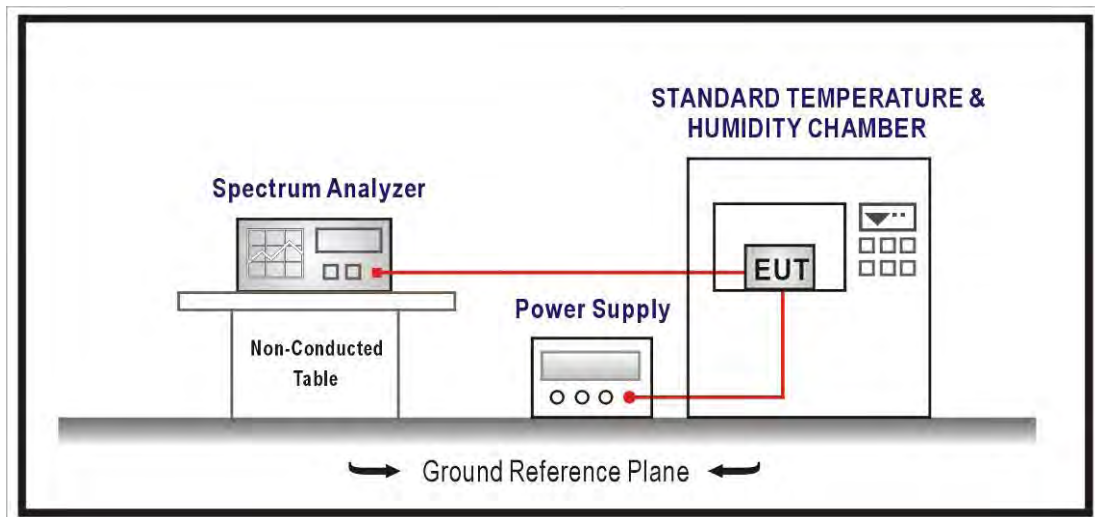 STANDARD TEMPERATURE &
HUMIDITY CHAMBER
Spectrum Analyzer
EUT
Power Supply
Non-Conducted
Table
Ground Reference Plane